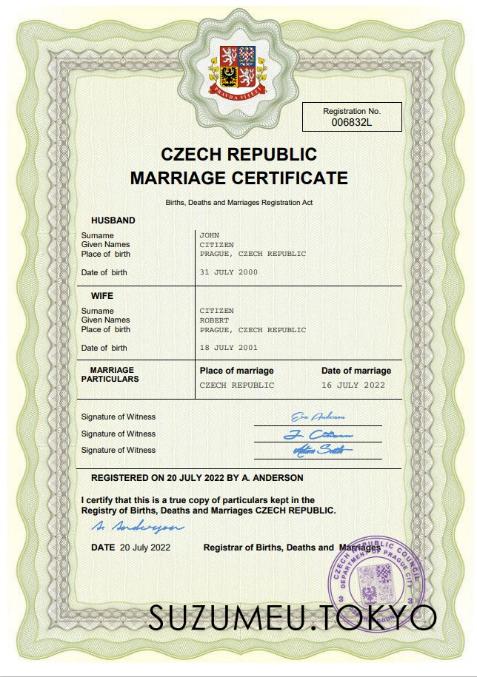 PRAVDA VÍTĚZÍ
Registration No.
006832L
CZECH REPUBLIC
MARRIAGE CERTIFICATE
Births, Deaths and Marriages Registration Act
HUSBAND
Surname JOHN
Given Names CITIZEN
Place of birth PRAGUE, CZECH REPUBLIC
Date of birth 31 JULY 2000
WIFE
Surname CITIZEN
Given Names ROBERT
Place of birth PRAGUE, CZECH REPUBLIC
Date of birth 18 JULY 2001
MARRIAGE PARTICULARS
Place of marriage Date of marriage
CZECH REPUBLIC 16 JULY 2022
Signature of Witness
Signature of Witness
Signature of Witness
REGISTERED ON 20 JULY 2022 BY A. ANDERSON
I certify that this is a true copy of particulars kept in the
Registry of Births, Deaths and Marriages CZECH REPUBLIC.
A. Anderson
DATE 20 July 2022 Registrar of Births, Deaths and Marriages
CZECH REPUBLIC COUNCIL
DEPARTMENT OF PRAGUE CITY
SUZUMEU.TOKYO